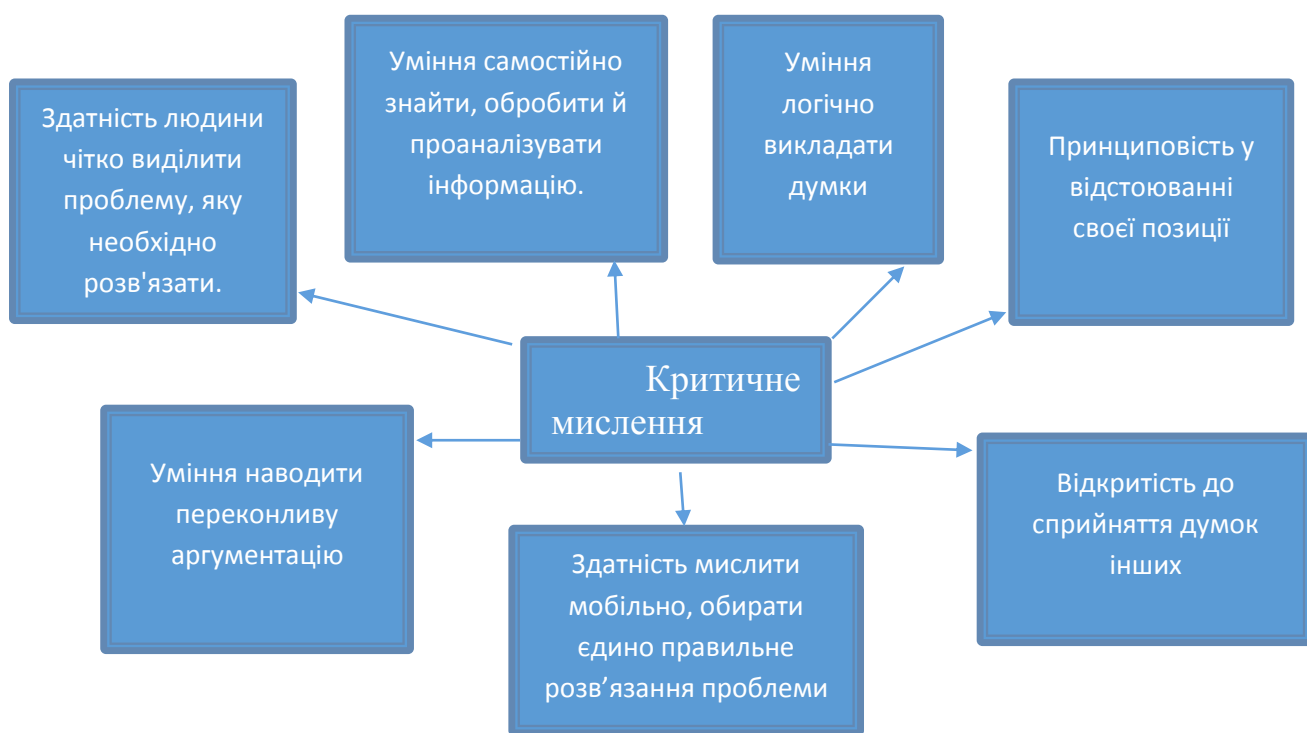 Здатність людини
чітко виділити
проблему, яку
необхідно
розв'язати.
Уміння самостійно
знайти, обробити й
проаналізувати
інформацію.
Уміння
логічно
викладати
думки
Принциповість у
відстоюванні
своєї позиції
Критичне
мислення
Уміння наводити
переконливу
аргументацію
Здатність мислити
мобільно, обирати
єдино правильне
розв’язання проблеми
Відкритість до
сприйняття думок
інших